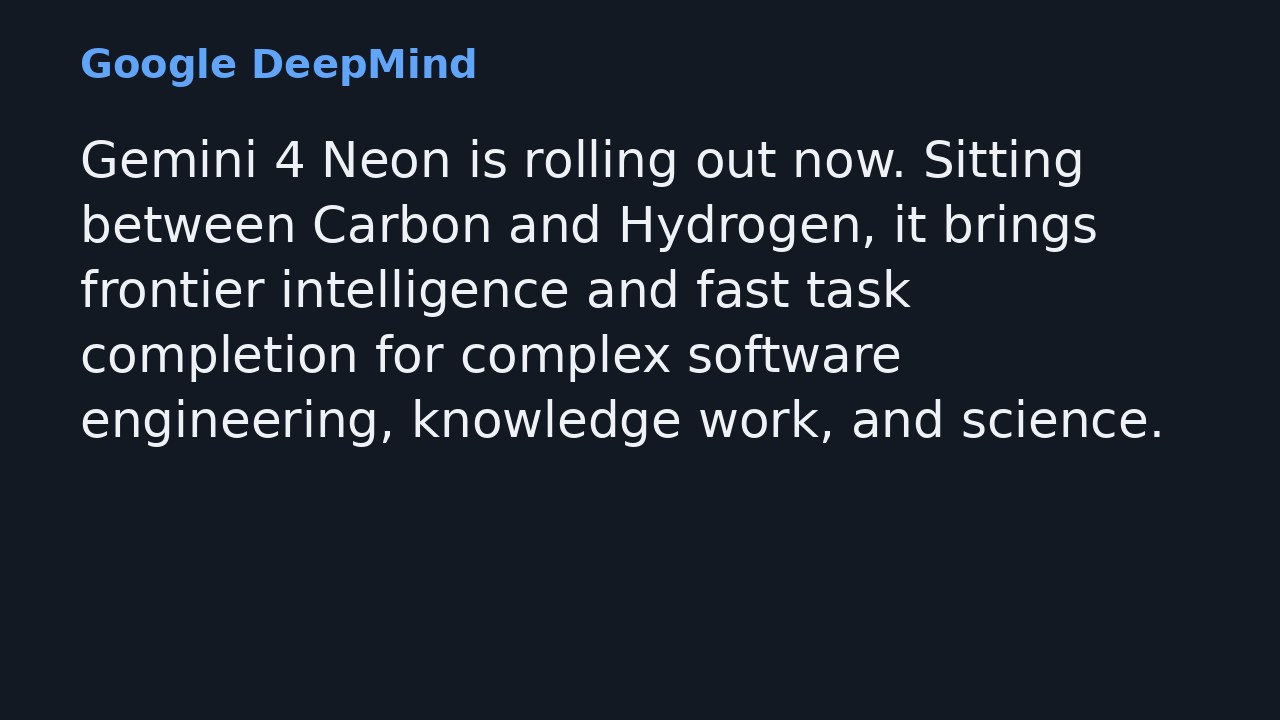 Google DeepMind
Gemini 4 Neon is rolling out now. Sitting
between Carbon and Hydrogen, it brings
frontier intelligence and fast task
completion for complex software
engineering, knowledge work, and science.